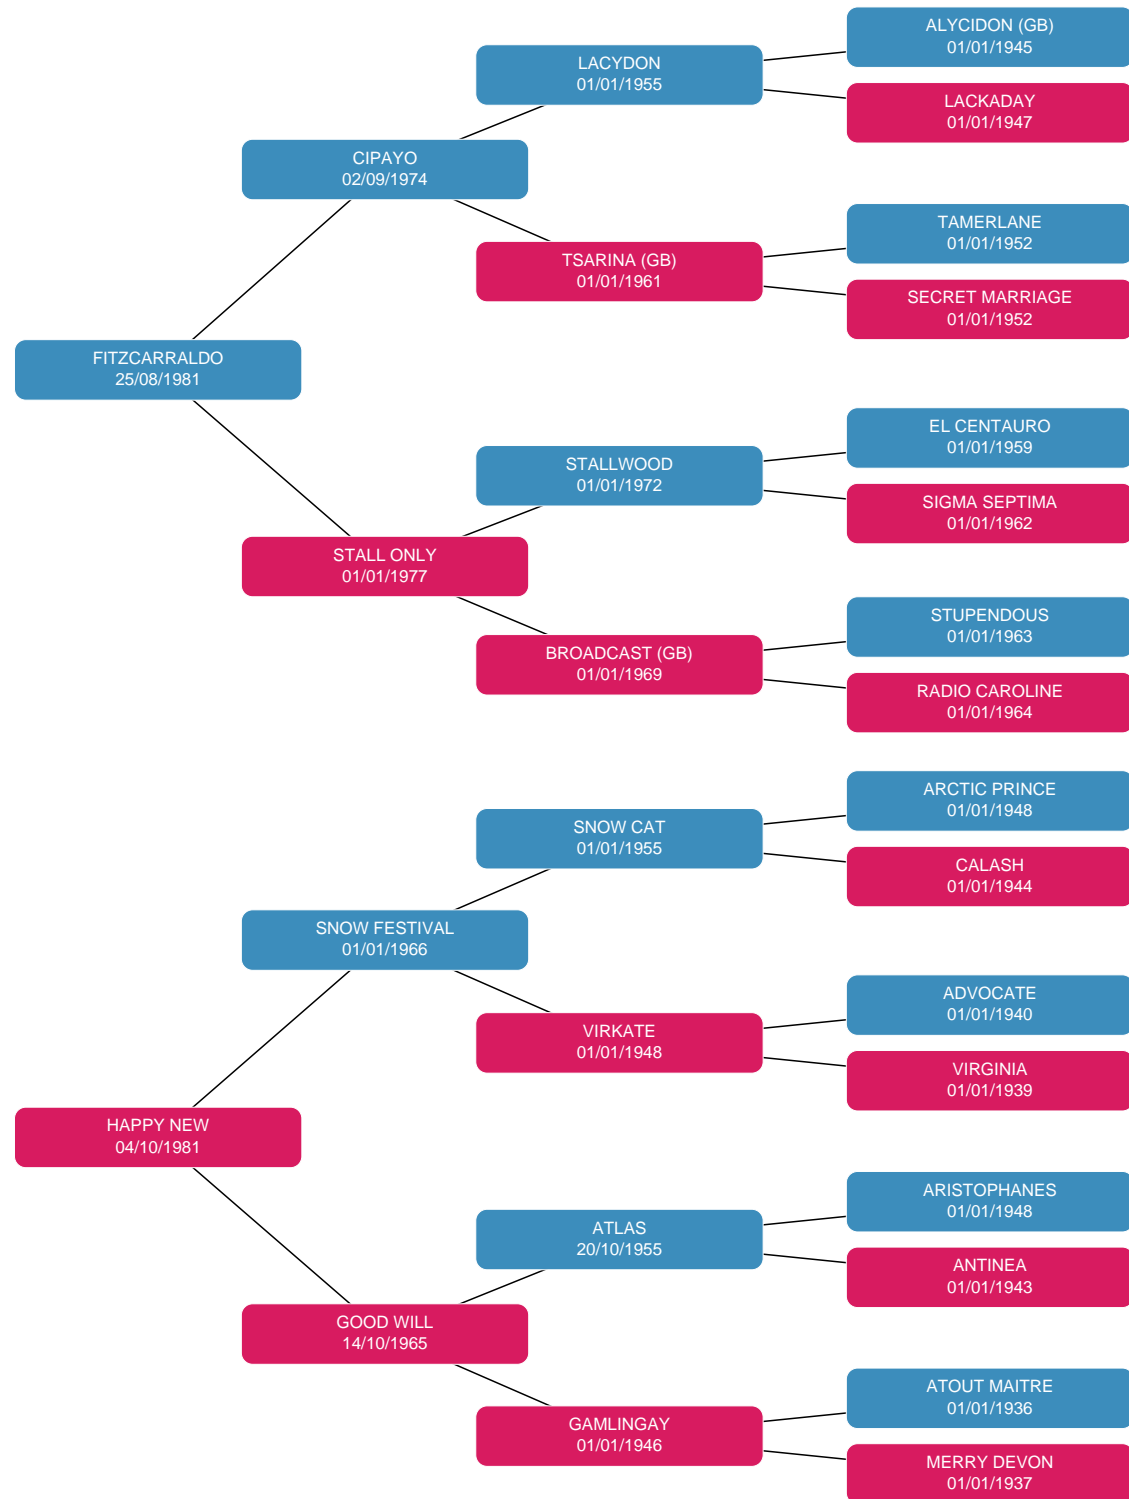 ALYCIDON (GB)
01/01/1945
LACYDON
01/01/1955
LACKADAY
01/01/1947
CIPAYO
02/09/1974
TAMERLANE
01/01/1952
TSARINA (GB)
01/01/1961
SECRET MARRIAGE
01/01/1952
FITZCARRALDO
25/08/1981
EL CENTAURO
01/01/1959
STALLWOOD
01/01/1972
SIGMA SEPTIMA
01/01/1962
STALL ONLY
01/01/1977
STUPENDOUS
01/01/1963
BROADCAST (GB)
01/01/1969
RADIO CAROLINE
01/01/1964
ARCTIC PRINCE
01/01/1948
SNOW CAT
01/01/1955
CALASH
01/01/1944
SNOW FESTIVAL
01/01/1966
ADVOCATE
01/01/1940
VIRKATE
01/01/1948
VIRGINIA
01/01/1939
HAPPY NEW
04/10/1981
ARISTOPHANES
01/01/1948
ATLAS
20/10/1955
ANTINEA
01/01/1943
GOOD WILL
14/10/1965
ATOUT MAITRE
01/01/1936
GAMLINGAY
01/01/1946
MERRY DEVON
01/01/1937